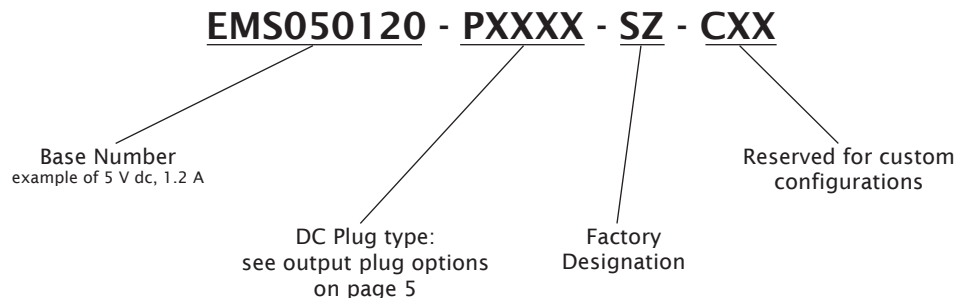 EMS050120 - PXXXX - SZ - CXX
Base Number
example of 5 V dc, 1.2 A
Reserved for custom
configurations
DC Plug type:
see output plug options
on page 5
Factory
Designation